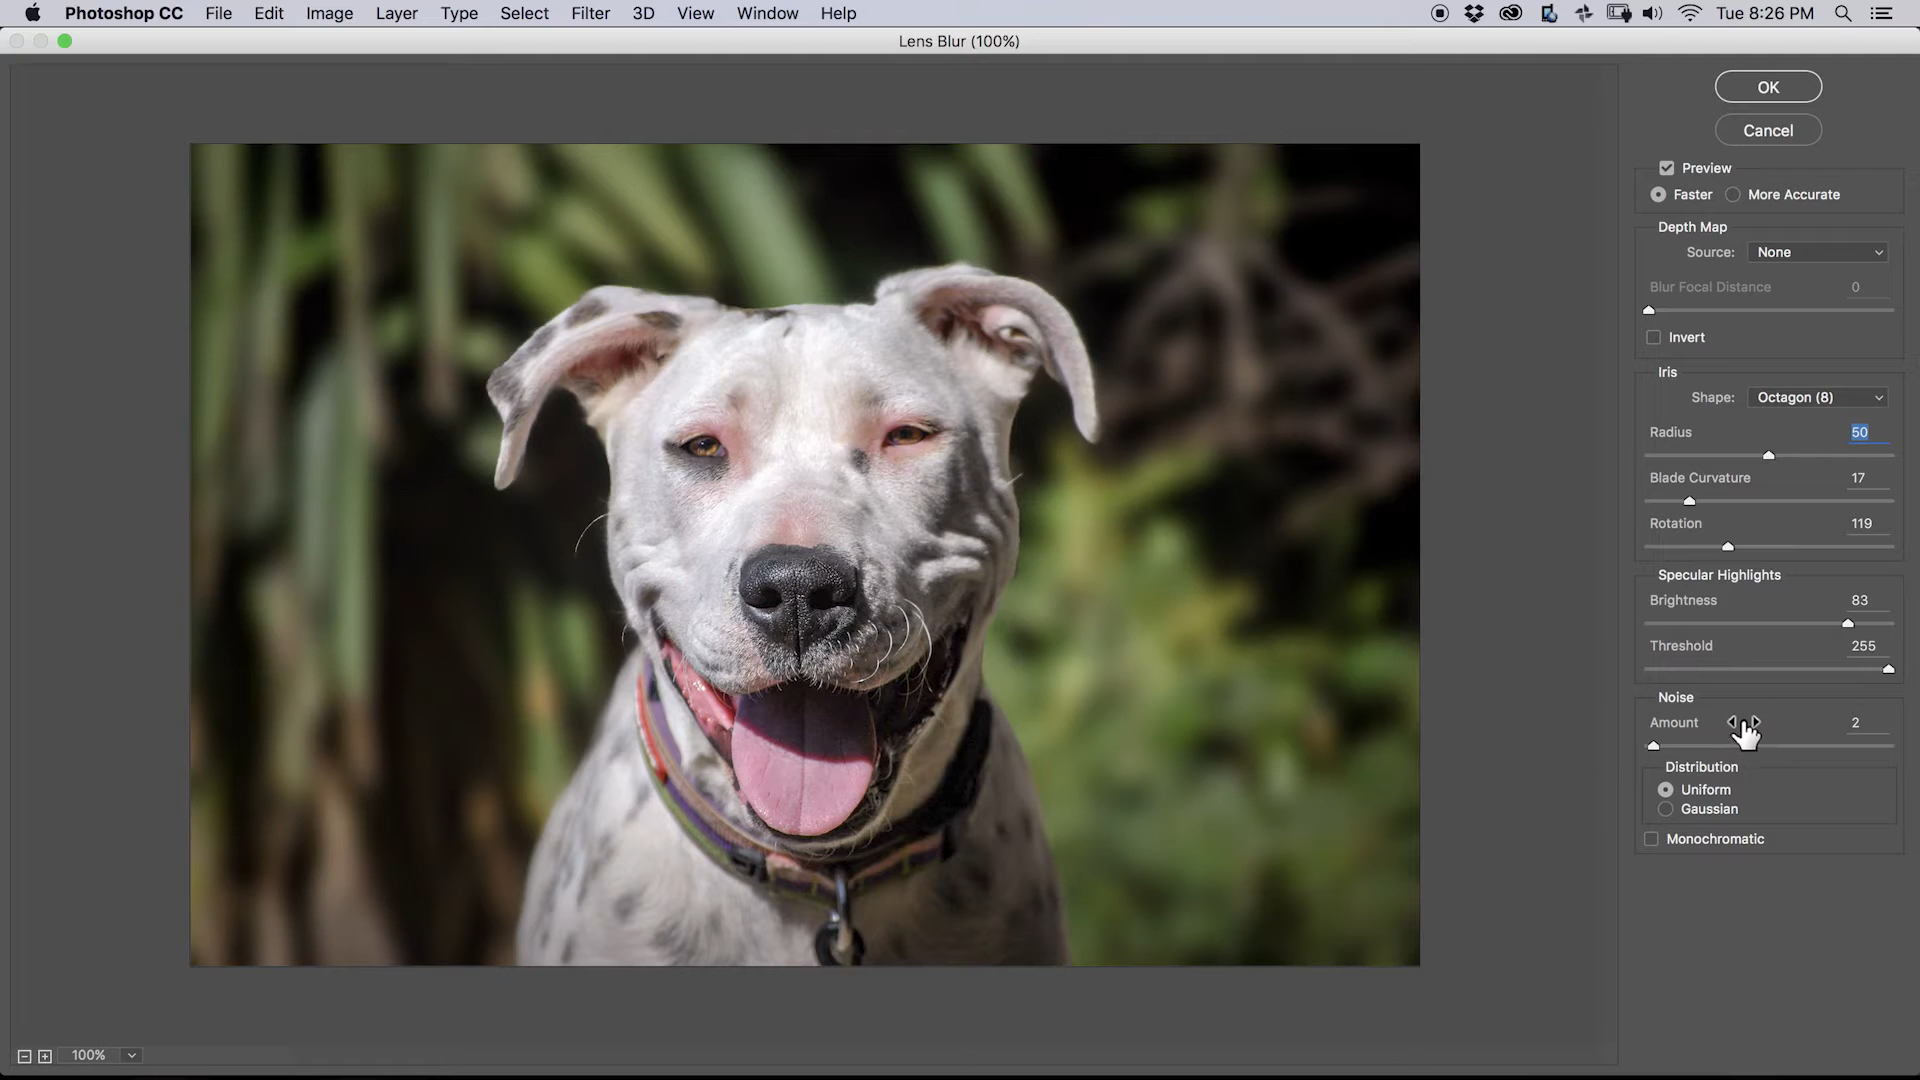 Photoshop CC File Edit Image Layer Type Select Filter 3D View Window Help Tue 8:26 PM
Lens Blur (100%)
OK
Cancel
Preview
Faster More Accurate
Depth Map
Source: None
Blur Focal Distance 0
Invert
Iris
Shape: Octagon (8)
Radius 50
Blade Curvature 17
Rotation 119
Specular Highlights
Brightness 83
Threshold 255
Noise
Amount 2
Distribution
Uniform
Gaussian
Monochromatic
100%